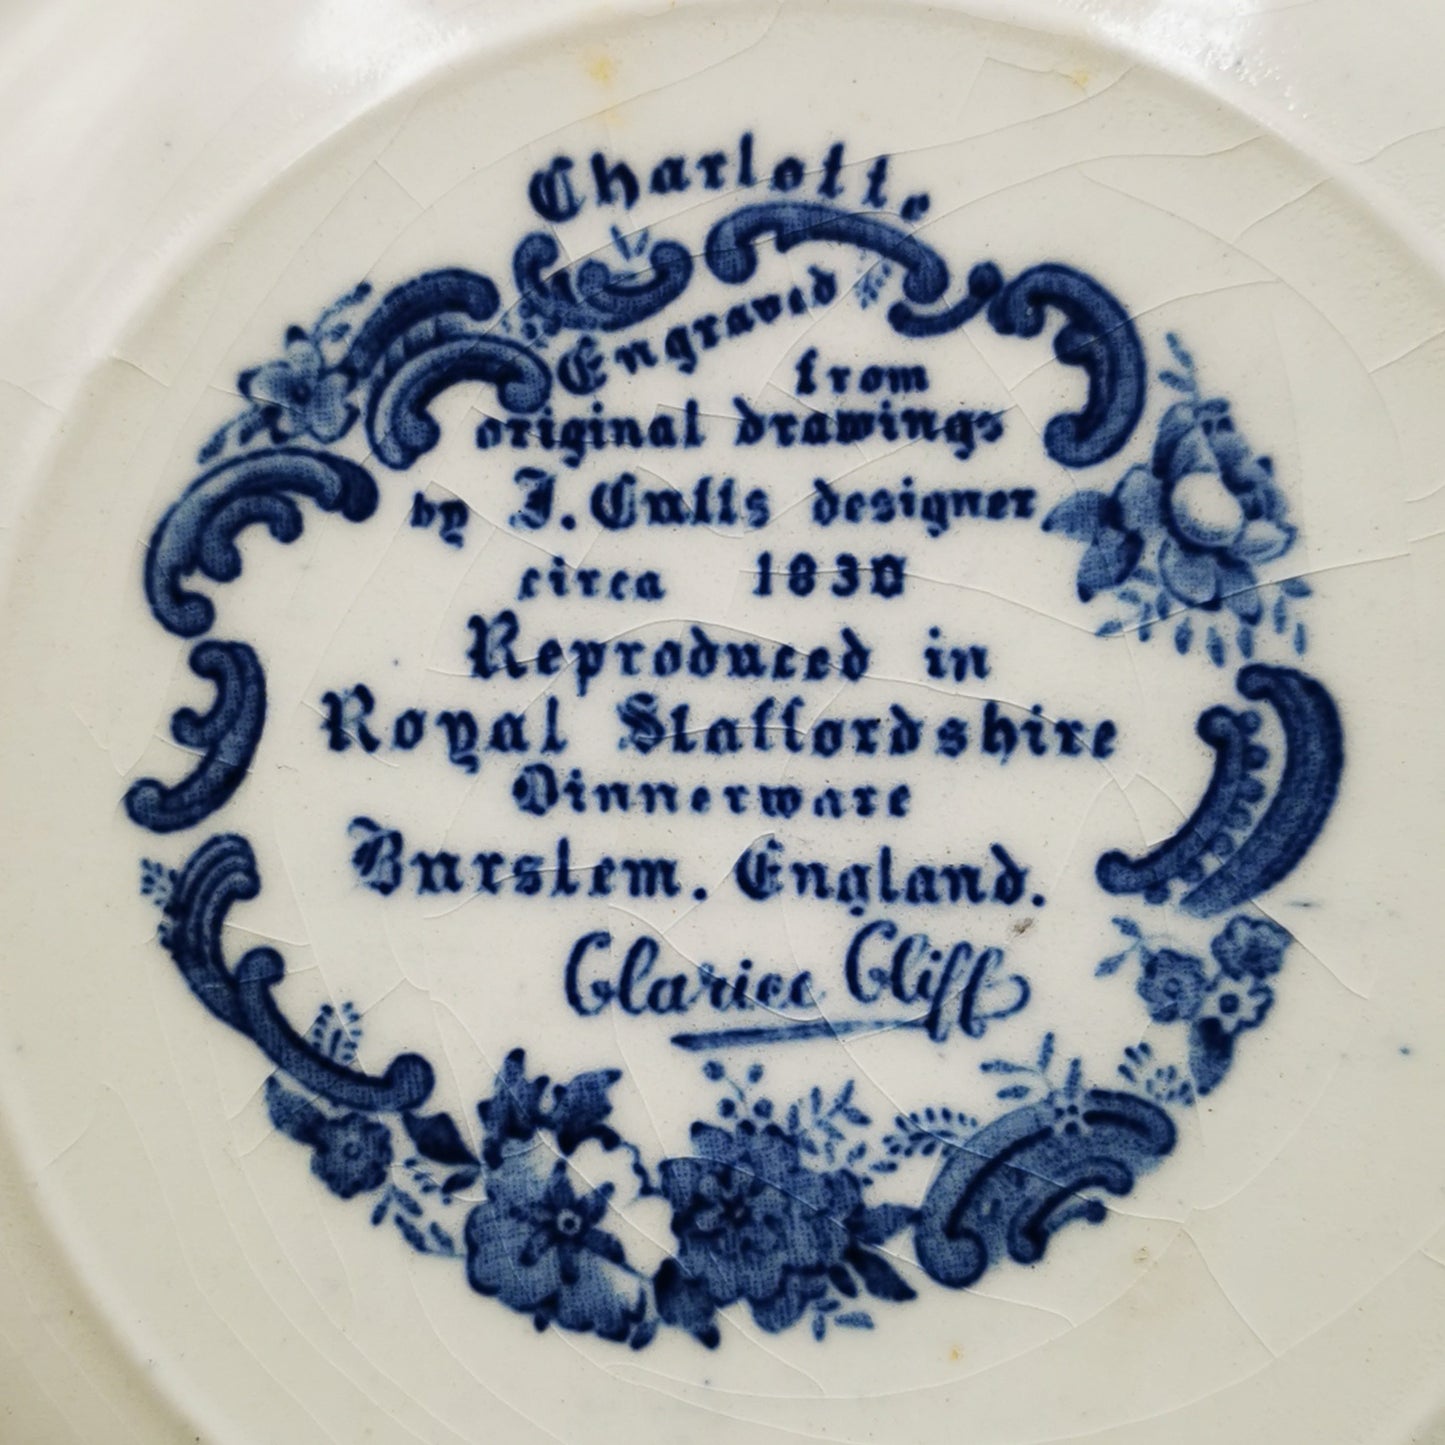 Charlotte
Engraved
from
original drawings
by J. Cutts designer
circa 1830
Reproduced in
Royal Staffordshire
Dinnerware
Burslem. England.
Clarice Cliff